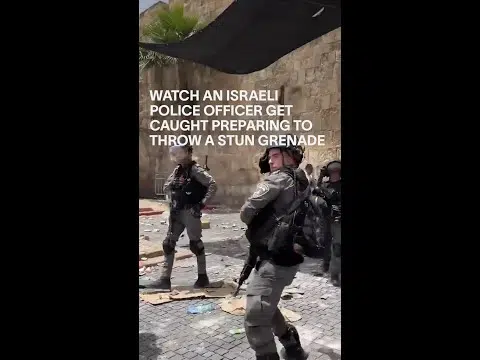 WATCH AN ISRAELI
POLICE OFFICER GET
CAUGHT PREPARING TO
THROW A STUN GRENADE